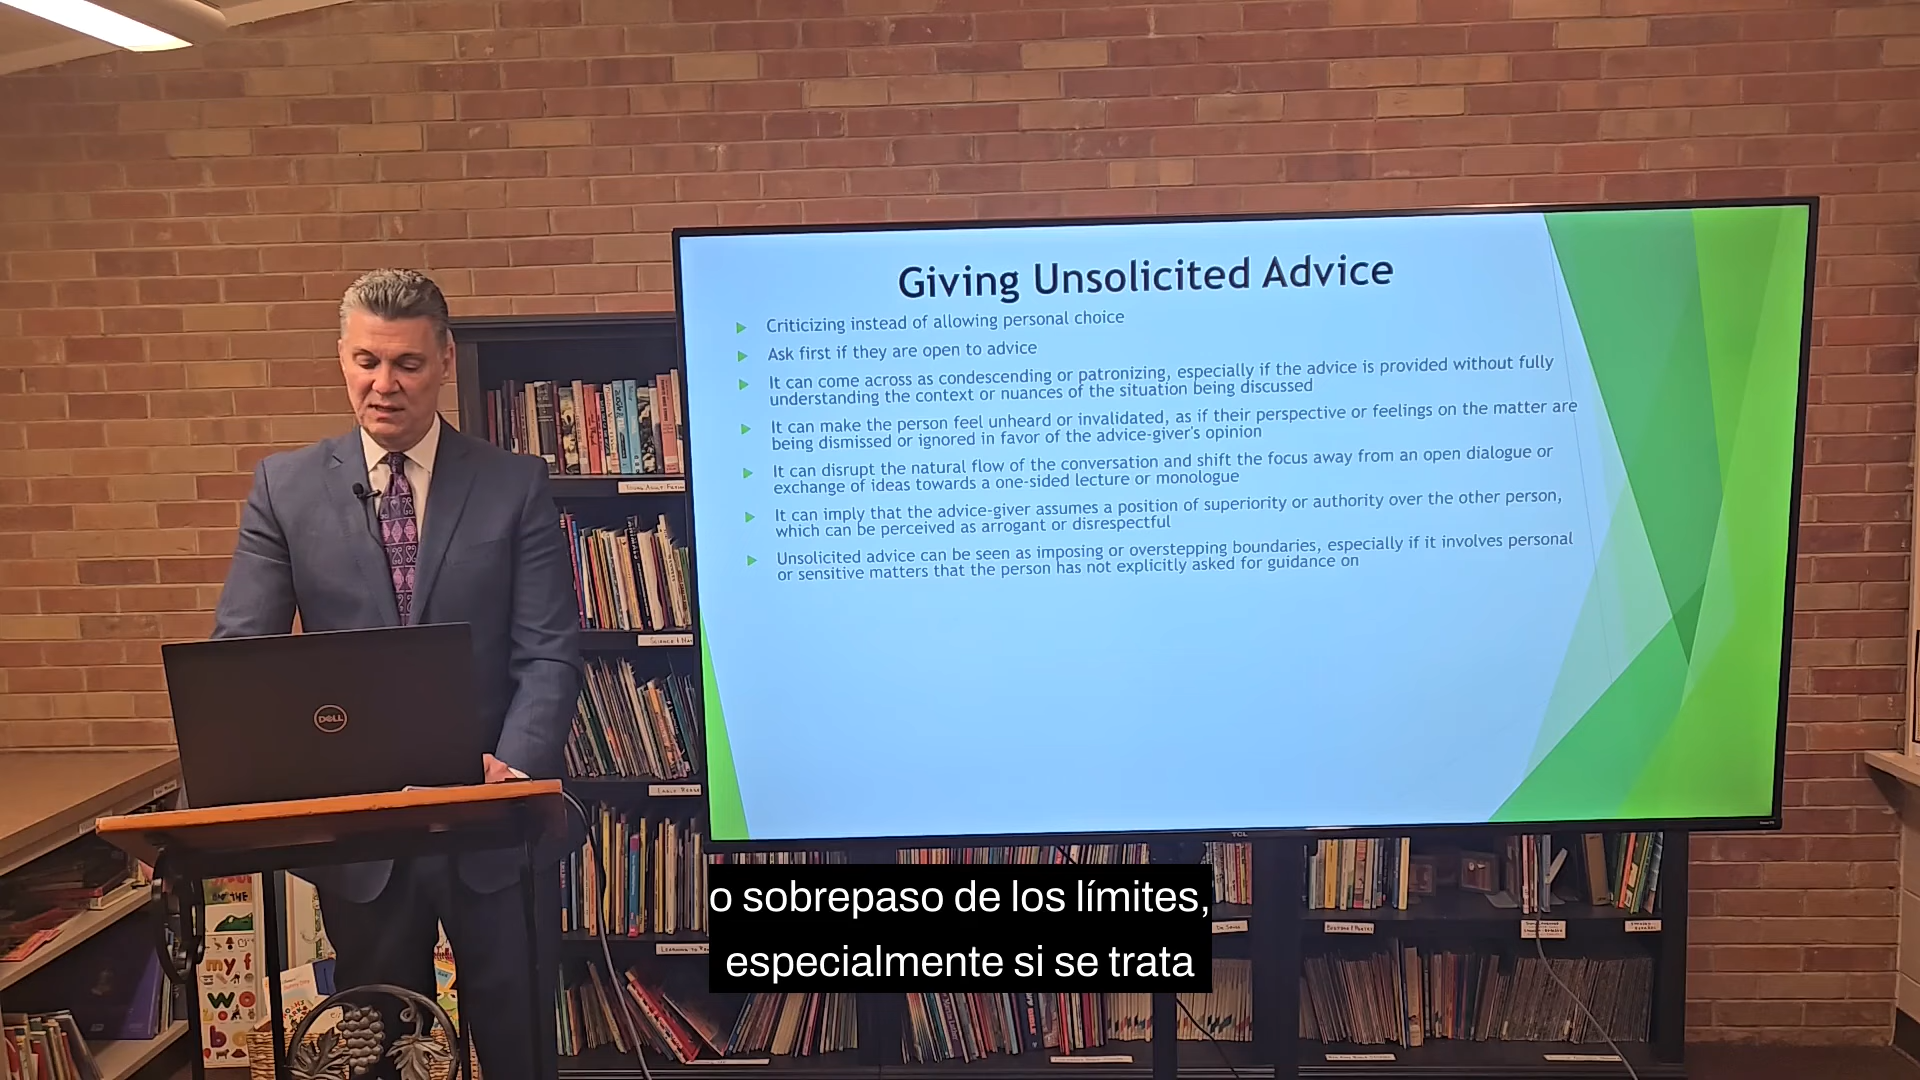 Giving Unsolicited Advice
Criticizing instead of allowing personal choice
Ask first if they are open to advice
It can come across as condescending or patronizing, especially if the advice is provided without fully
understanding the context or nuances of the situation being discussed
It can make the person feel unheard or invalidated, as if their perspective or feelings on the matter are
being dismissed or ignored in favor of the advice-giver's opinion
It can disrupt the natural flow of the conversation and shift the focus away from an open dialogue or
exchange of ideas towards a one-sided lecture or monologue
It can imply that the advice-giver assumes a position of superiority or authority over the other person,
which can be perceived as arrogant or disrespectful
Unsolicited advice can be seen as imposing or overstepping boundaries, especially if it involves personal
or sensitive matters that the person has not explicitly asked for guidance on
TCL
DELL
Young Adult
my f
wo
o sobrepaso de los límites,
especialmente si se trata